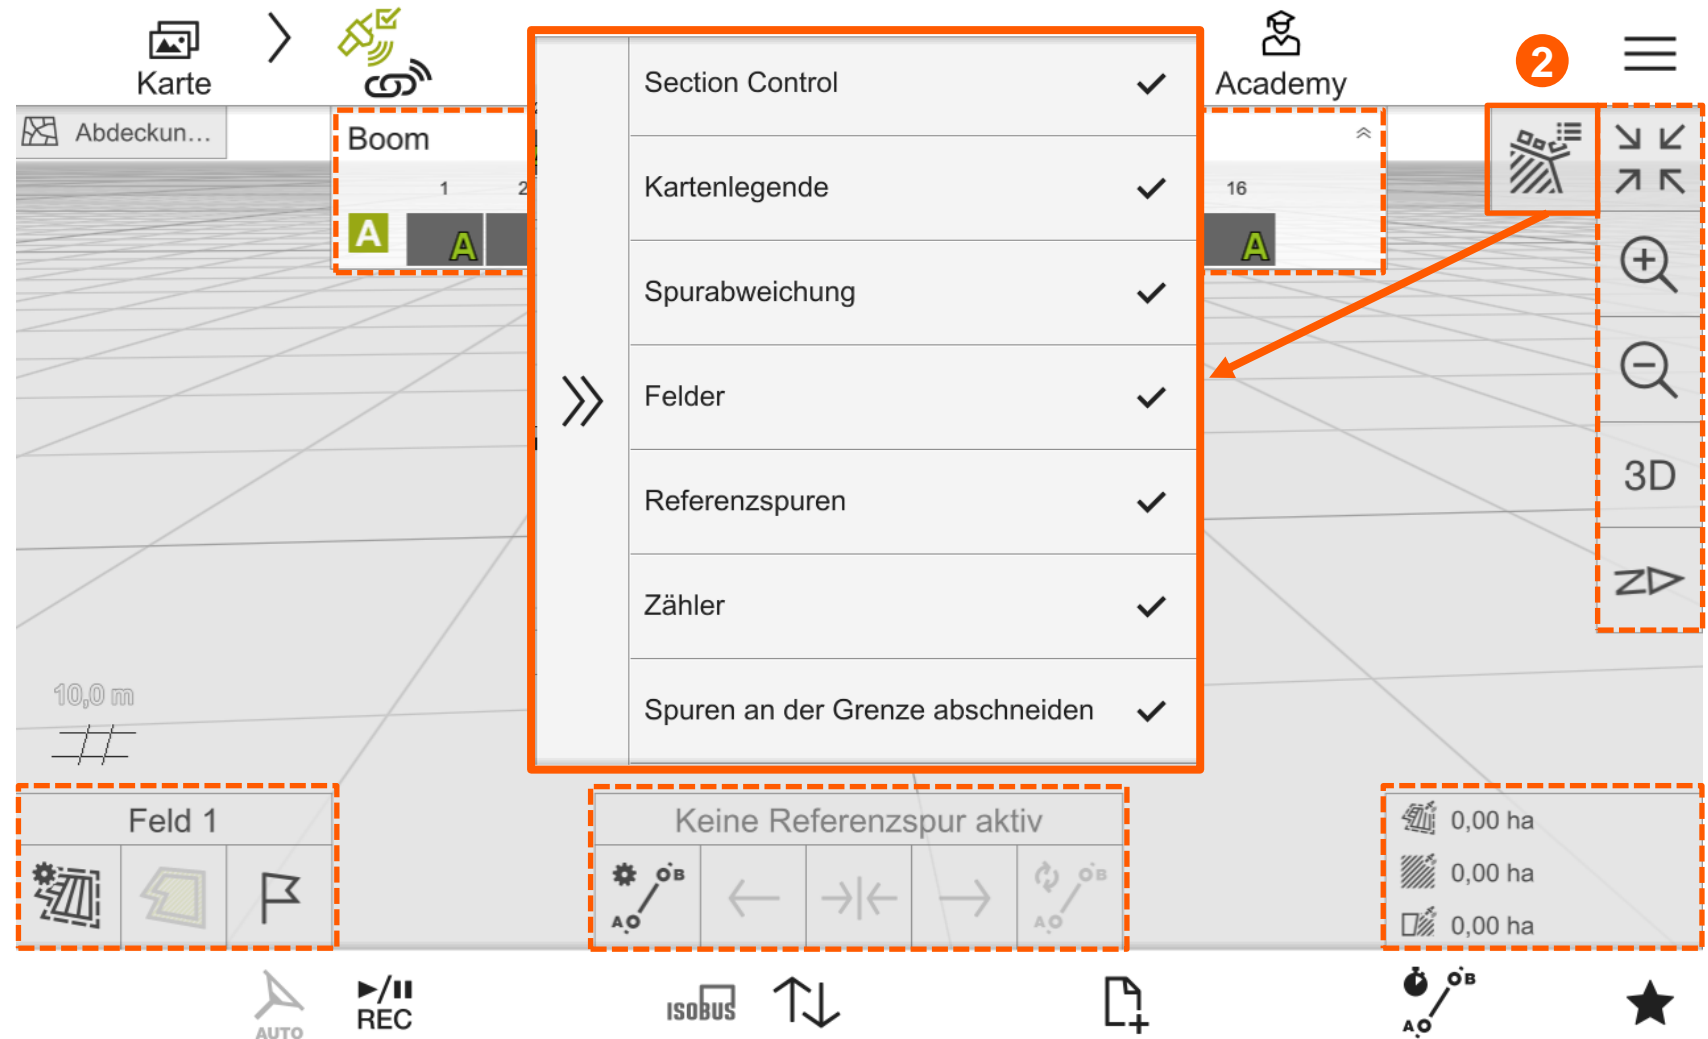 Karte
Academy
2
Abdeckun...
Boom
1
2
16
A
A
A
Section Control
Kartenlegende
Spurabweichung
Felder
Referenzspuren
Zähler
Spuren an der Grenze abschneiden
3D
N
10,0 m
Feld 1
Keine Referenzspur aktiv
B
A
B
A
0,00 ha
0,00 ha
0,00 ha
AUTO
REC
ISOBUS
B
A